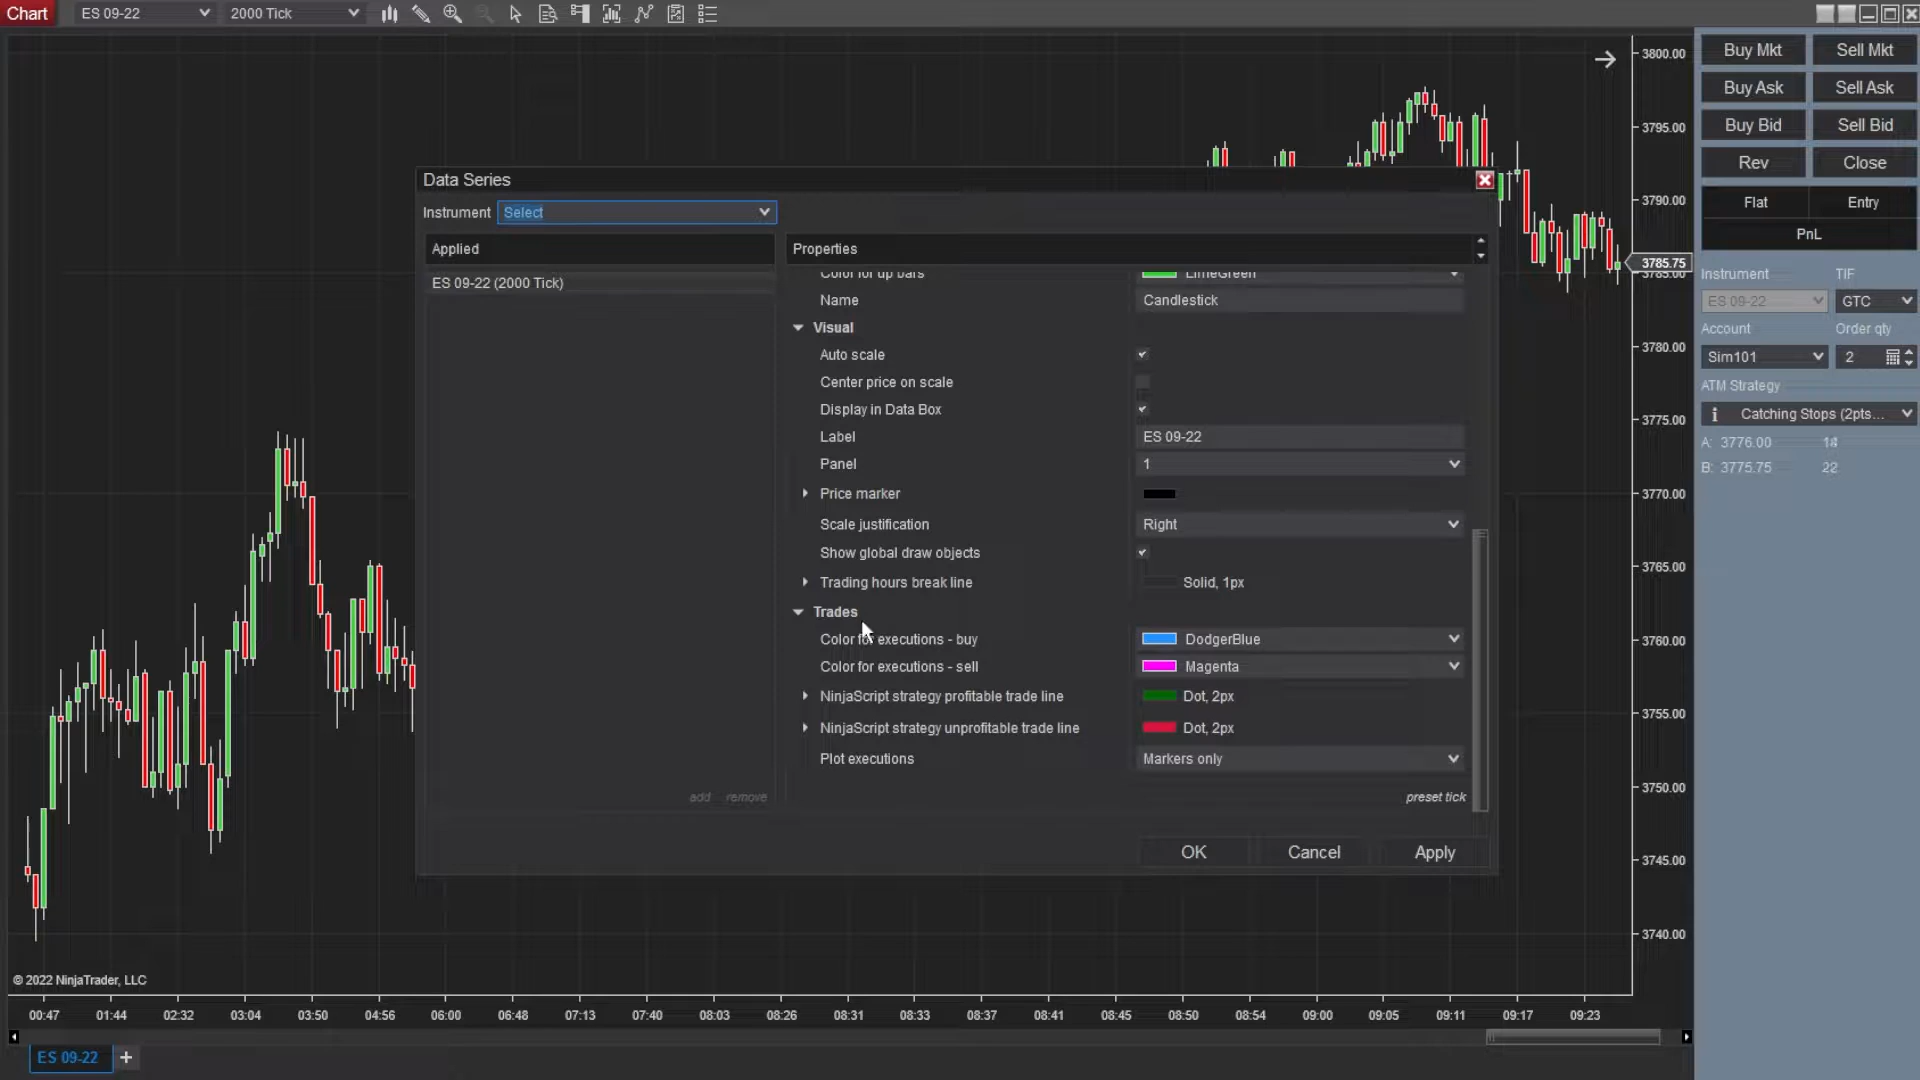 Chart ES 09-22 2000 Tick
Data Series
Instrument Select
Applied
ES 09-22 (2000 Tick)
add remove
Properties
Color for up bars LimeGreen
Name Candlestick
Visual
Auto scale
Center price on scale
Display in Data Box
Label ES 09-22
Panel 1
Price marker
Scale justification Right
Show global draw objects
Trading hours break line Solid, 1px
Trades
Color for executions - buy DodgerBlue
Color for executions - sell Magenta
NinjaScript strategy profitable trade line Dot, 2px
NinjaScript strategy unprofitable trade line Dot, 2px
Plot executions Markers only
preset tick
OK Cancel Apply
3800.00
3795.00
3790.00
3785.75
3785.00
3780.00
3775.00
3770.00
3765.00
3760.00
3755.00
3750.00
3745.00
3740.00
Buy Mkt Sell Mkt
Buy Ask Sell Ask
Buy Bid Sell Bid
Rev Close
Flat Entry
PnL
Instrument TIF
ES 09-22 GTC
Account Order qty
Sim101 2
ATM Strategy
i Catching Stops (2pts...
A: 3776.00
B: 3775.75 22
© 2022 NinjaTrader, LLC
00:47 01:44 02:32 03:04 03:50 04:56 06:00 06:48 07:13 07:40 08:03 08:26 08:31 08:33 08:37 08:41 08:45 08:50 08:54 09:00 09:05 09:11 09:17 09:23
ES 09-22 +